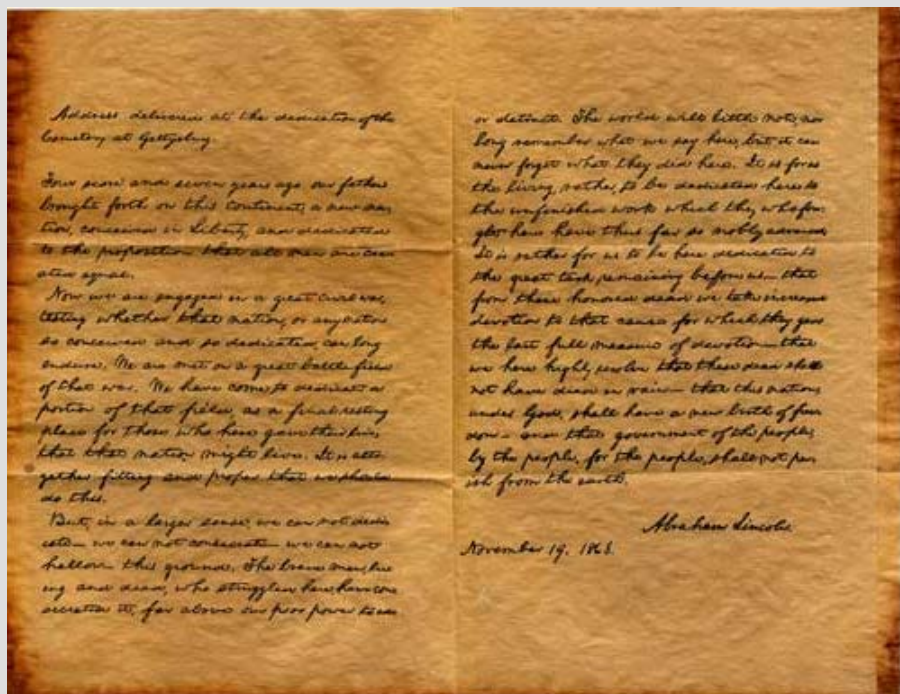 Address delivered at the dedication of the
Cemetery at Gettysburg.
Four score and seven years ago our fathers
brought forth on this continent, a new na-
tion, conceived in Liberty, and dedicated
to the proposition that all men are cre-
ated equal.
Now we are engaged in a great civil war,
testing whether that nation, or any nation
so conceived and so dedicated, can long
endure. We are met on a great battle-field
of that war. We have come to dedicate a
portion of that field, as a final resting
place for those who here gave their lives,
that that nation might live. It is alto-
gether fitting and proper that we should
do this.
But, in a larger sense, we can not dedi-
cate— we can not consecrate— we can not
hallow— this ground. The brave men, liv-
ing and dead, who struggled here, have con-
secrated it, far above our poor power to add
or detract. The world will little note, nor
long remember what we say here, but it can
never forget what they did here. It is for us
the living, rather, to be dedicated here to
the unfinished work which they who fou-
ght here have thus far so nobly advanced.
It is rather for us to be here dedicated to
the great task remaining before us— that
from these honored dead we take increased
devotion to that cause for which they gave
the last full measure of devotion— that
we here highly resolve that these dead shall
not have died in vain— that this nation,
under God, shall have a new birth of free-
dom— and that government of the people,
by the people, for the people, shall not per-
ish from the earth.
Abraham Lincoln.
November 19, 1863.